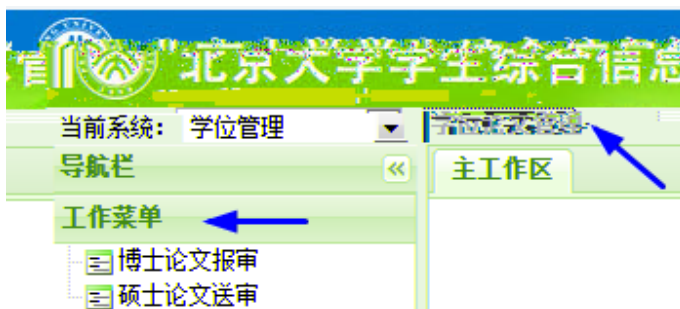 北京大学学生综合信息
当前系统： 学位管理
导航栏
主工作区
工作菜单
博士论文报审
硕士论文送审